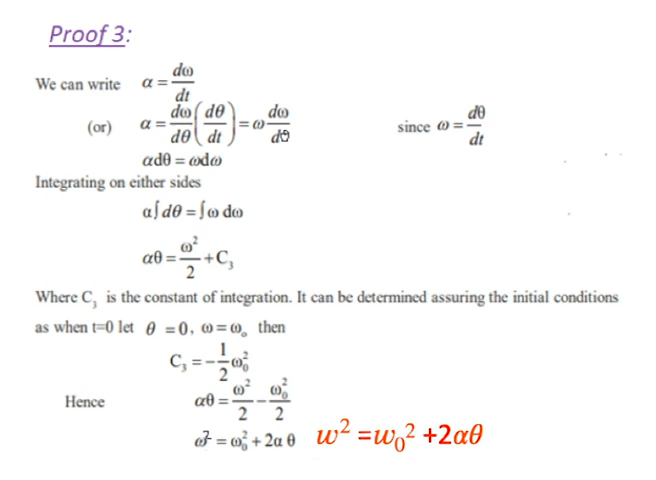 Proof 3:
We can write α = dω/dt
(or) α = dω/dθ (dθ/dt) = ω dω/dθ since ω = dθ/dt
αdθ = ωdω
Integrating on either sides
α∫dθ = ∫ω dω
αθ = ω²/2 + C₃
Where C₃ is the constant of integration. It can be determined assuring the initial conditions
as when t=0 let θ = 0, ω = ω₀ then
C₃ = -1/2 ω₀²
Hence αθ = ω²/2 - ω₀²/2
ω² = ω₀² + 2α θ w² =w₀² +2αθ